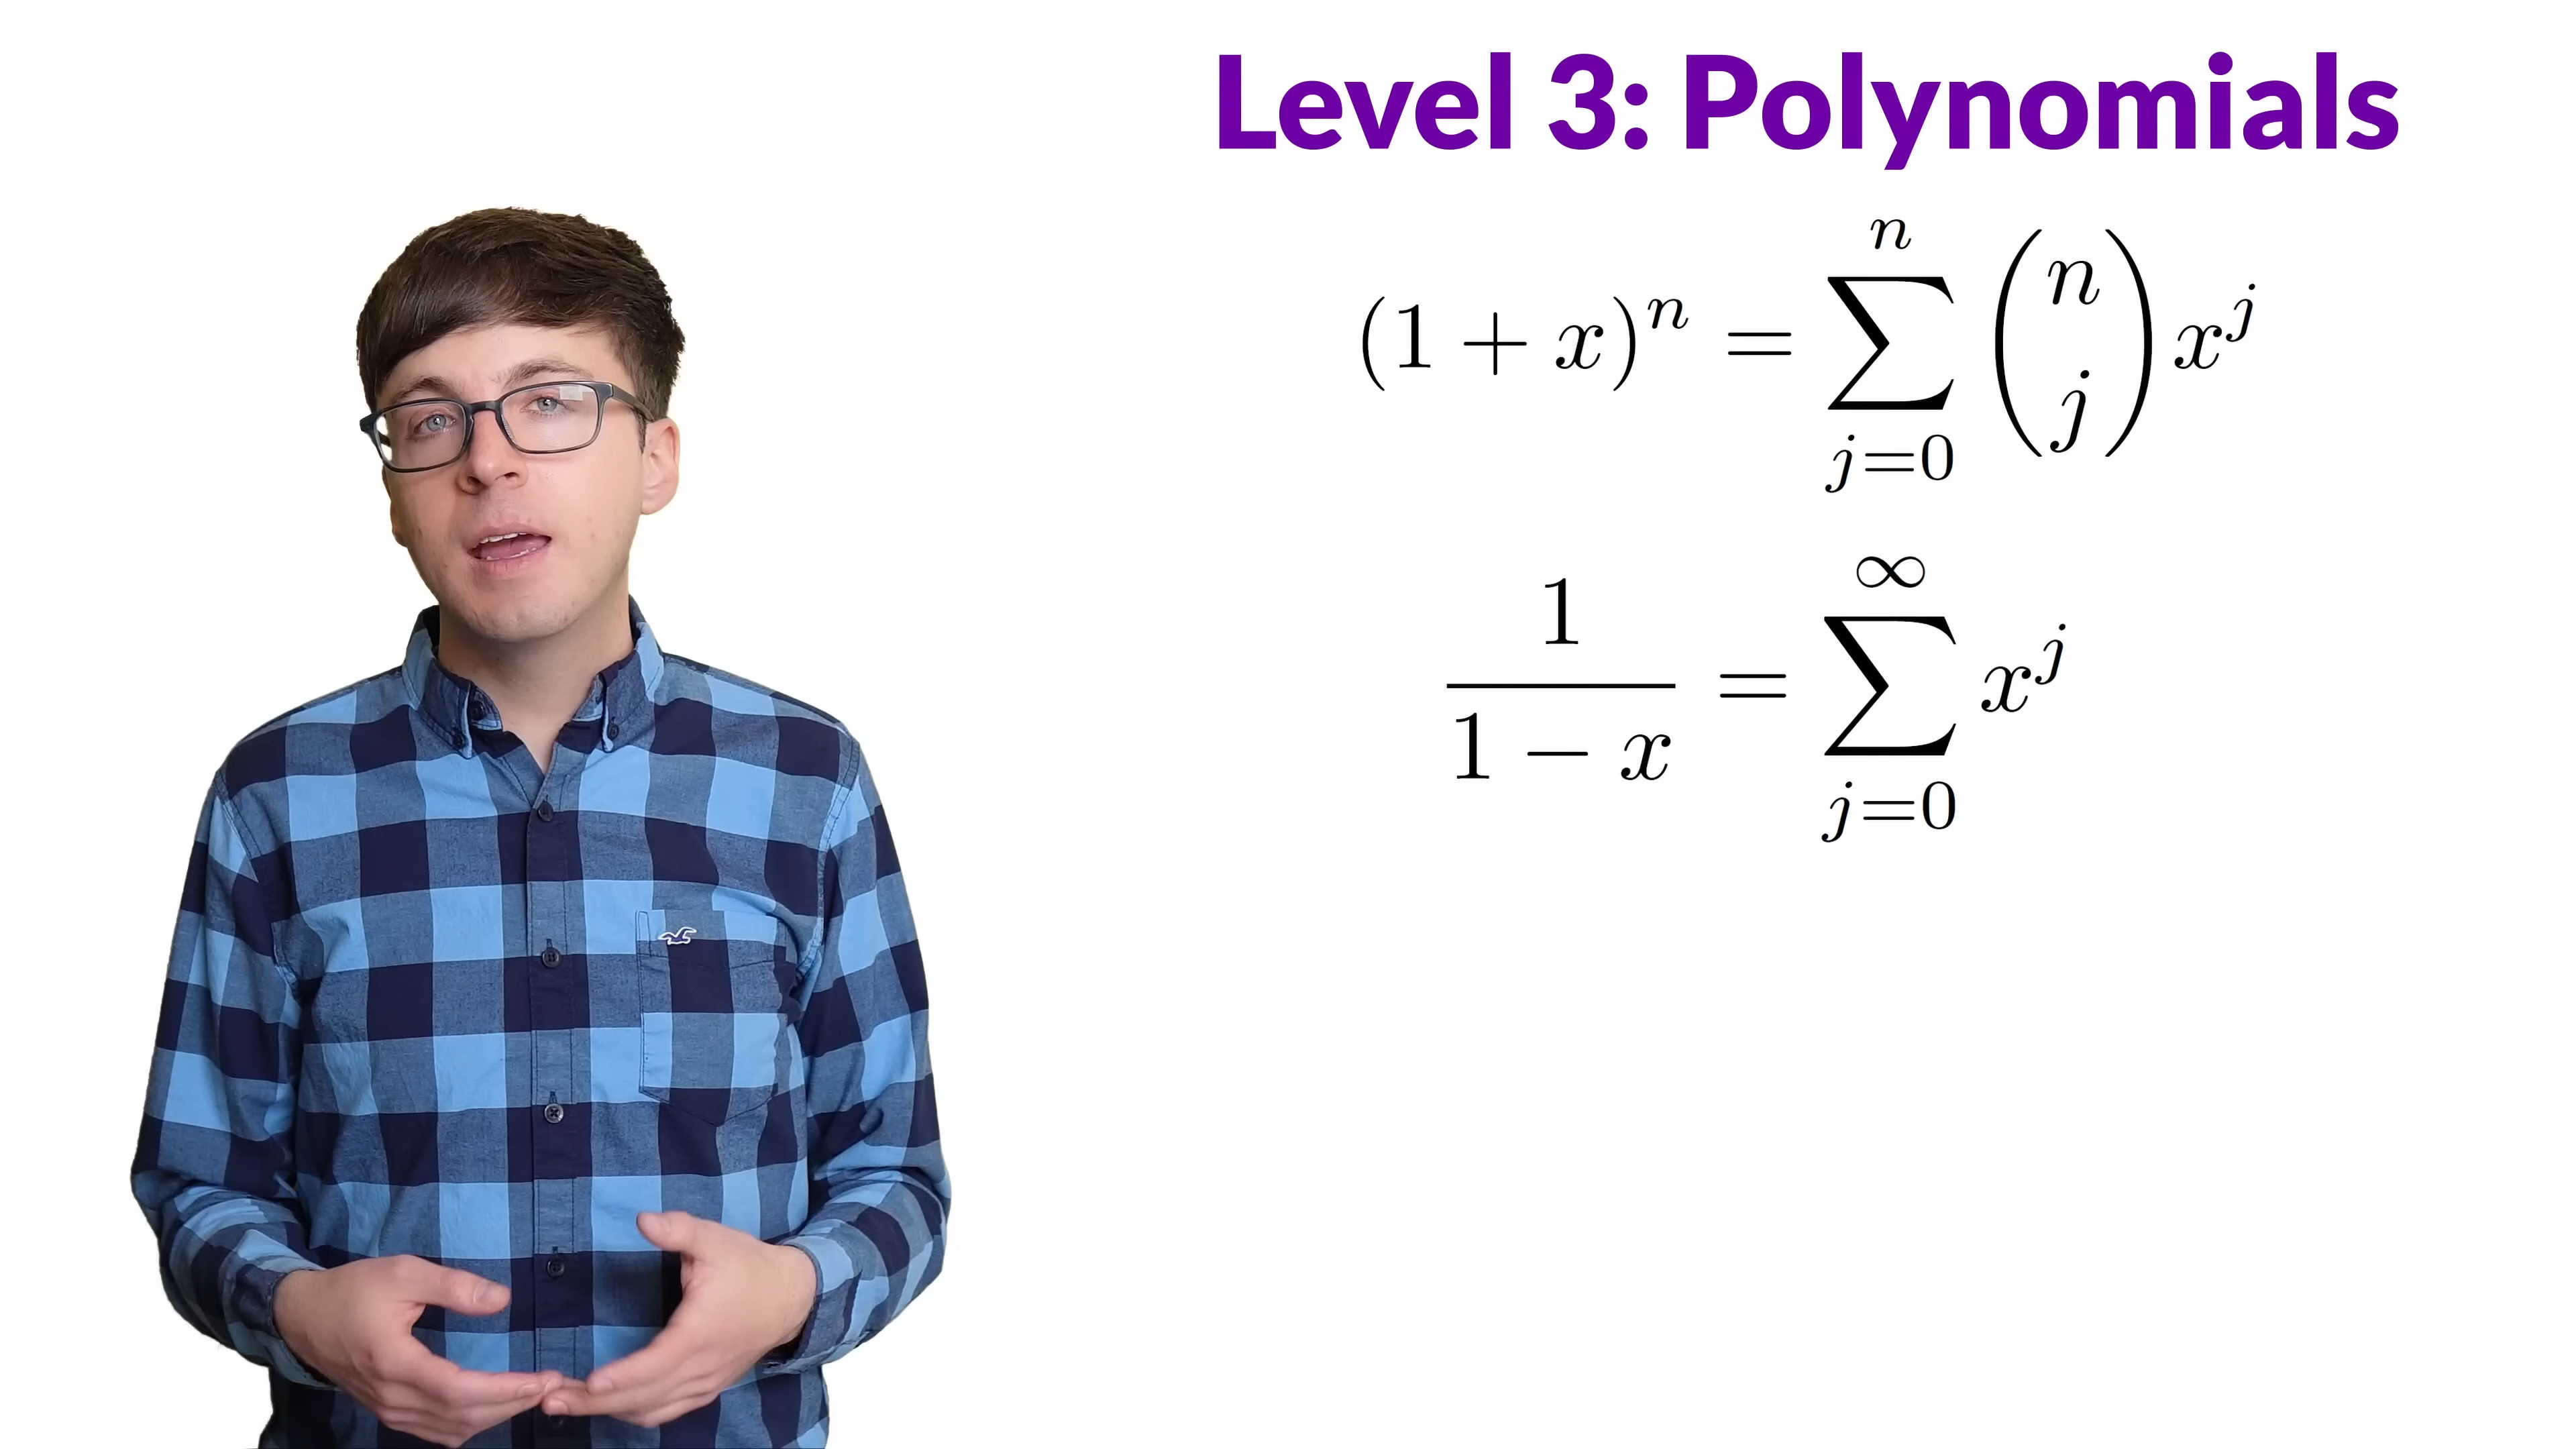 Level 3: Polynomials
(1 + x)^n = \sum_{j=0}^{n} \binom{n}{j} x^j
\frac{1}{1 - x} = \sum_{j=0}^{\infty} x^j